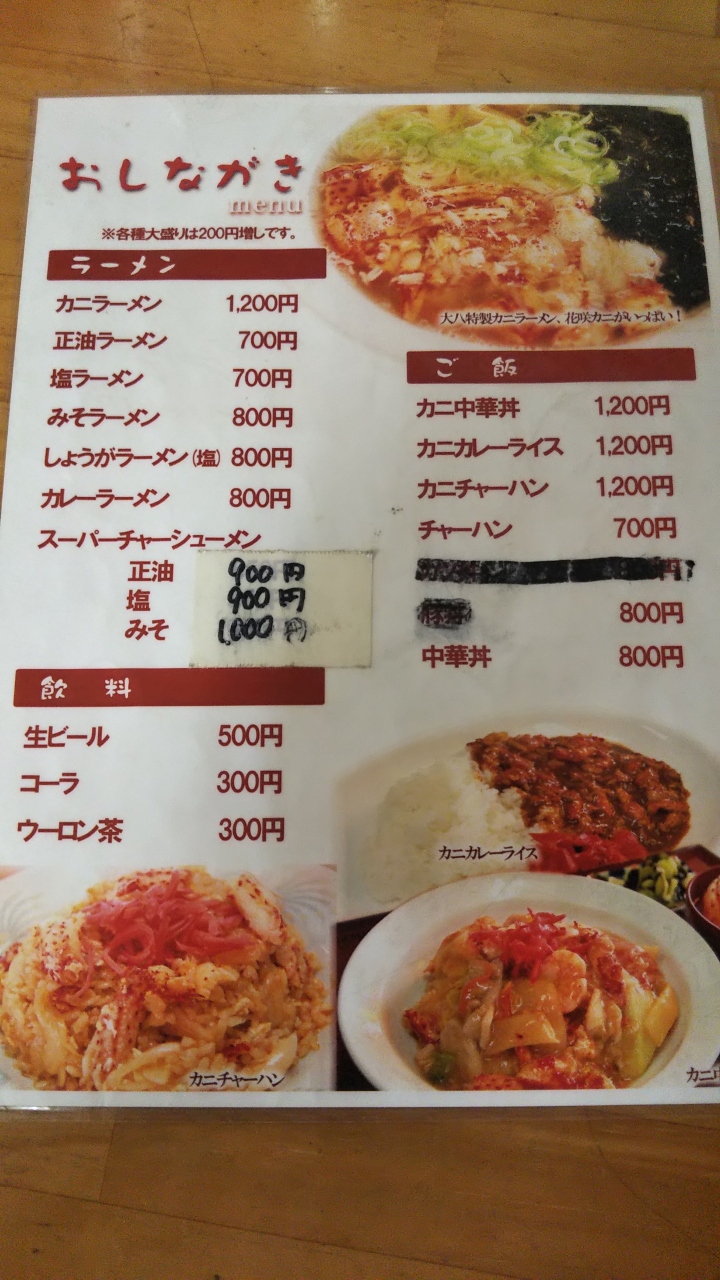 おしながき
menu
※各種大盛りは200円増しです。
ラーメン
カニラーメン 1,200円
正油ラーメン 700円
塩ラーメン 700円
みそラーメン 800円
しょうがラーメン(塩) 800円
カレーラーメン 800円
スーパーチャーシューメン
正油 900円
塩 900円
みそ 1,000円
飲 料
生ビール 500円
コーラ 300円
ウーロン茶 300円
カニチャーハン
大八特製カニラーメン、花咲カニがいっぱい!
ご 飯
カニ中華丼 1,200円
カニカレーライス 1,200円
カニチャーハン 1,200円
チャーハン 700円
円
800円
中華丼 800円
カニカレーライス
カニ